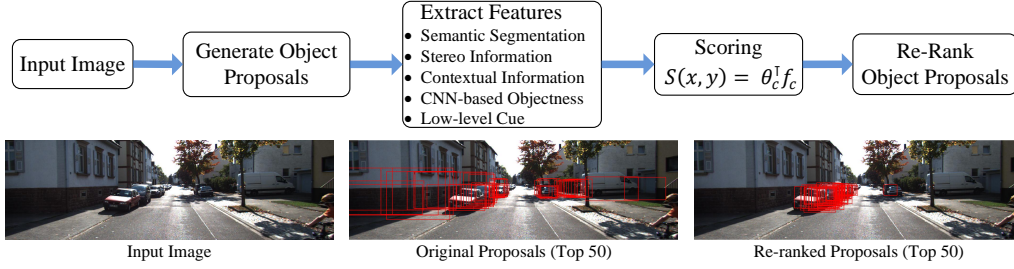 Input Image
Generate Object
Proposals
Extract Features
• Semantic Segmentation
• Stereo Information
• Contextual Information
• CNN-based Objectness
• Low-level Cue
Scoring
S(x, y) = θ_c^⊺ f_c
Re-Rank
Object Proposals
Input Image
Original Proposals (Top 50)
Re-ranked Proposals (Top 50)